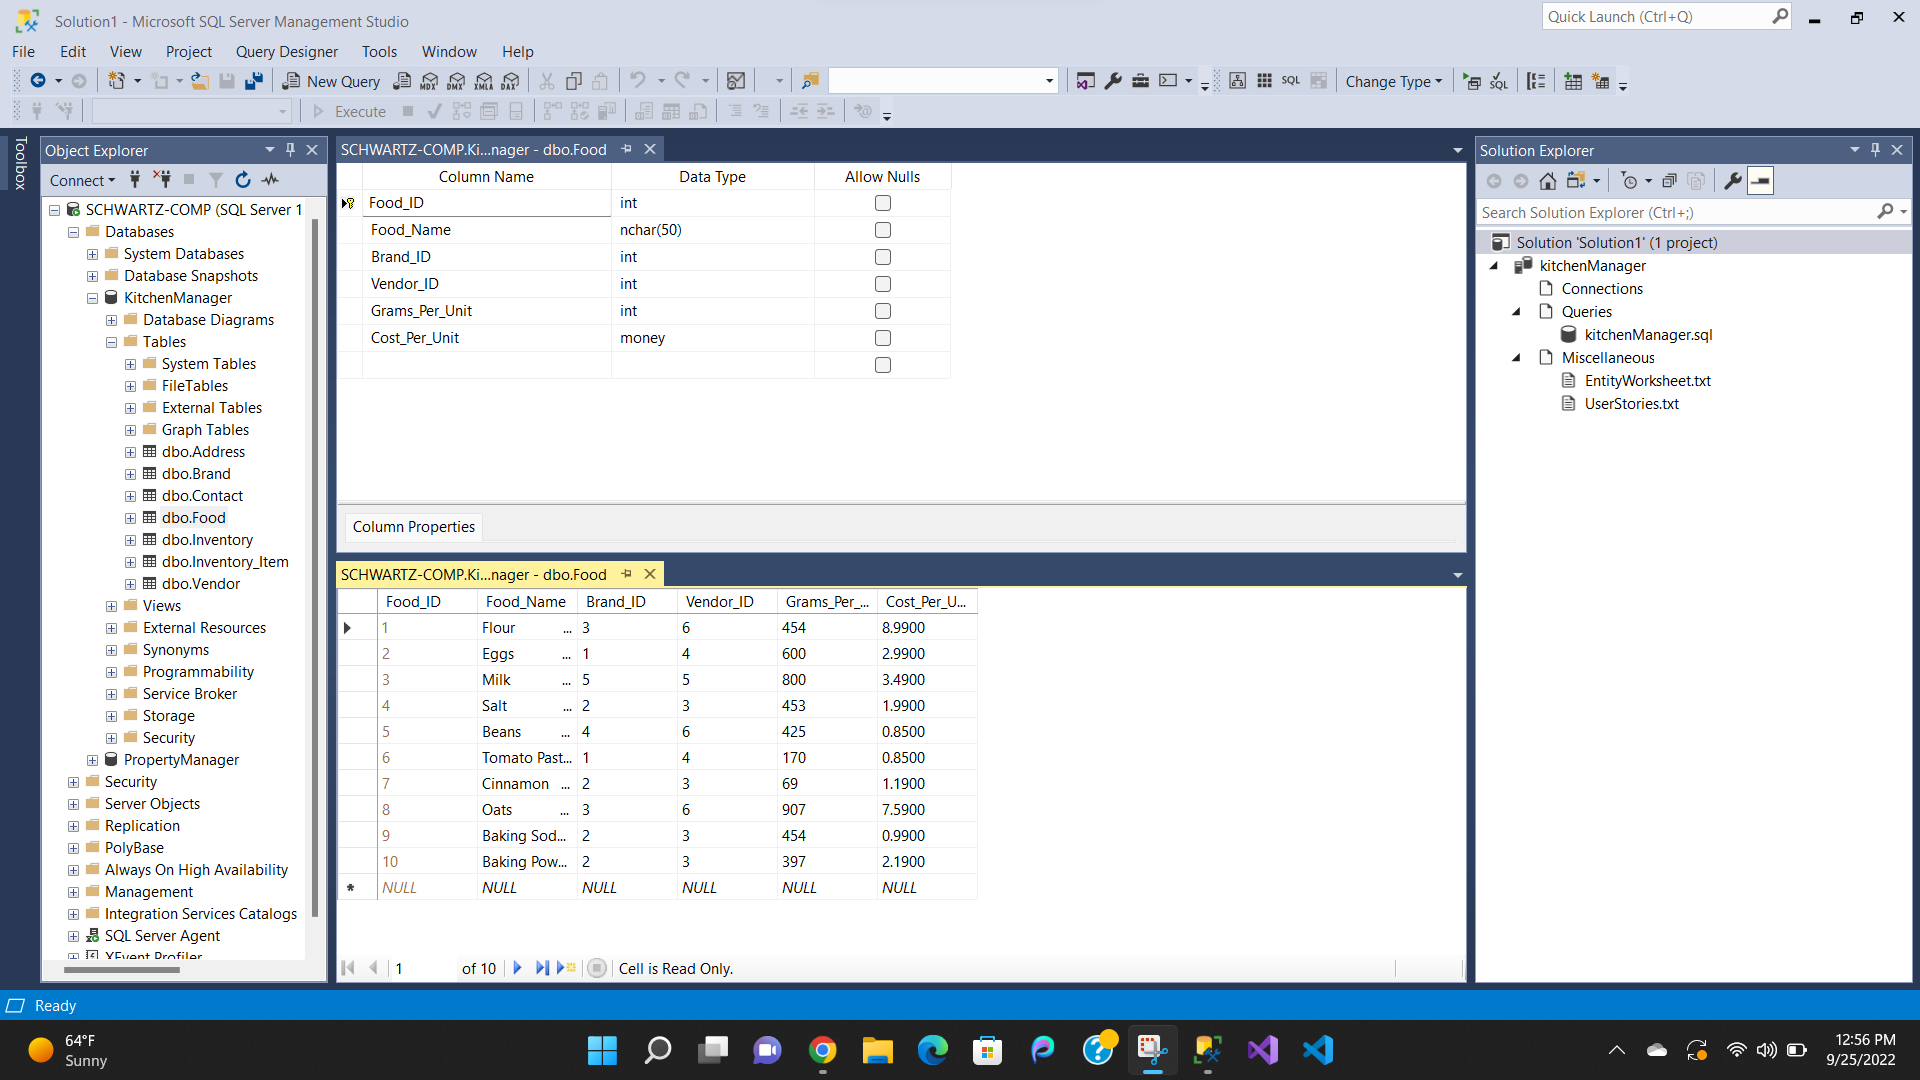 Solution1 - Microsoft SQL Server Management Studio
Quick Launch (Ctrl+Q)
File Edit View Project Query Designer Tools Window Help
New Query MDX DMX XMLA DAX SQL Change Type SQL
Execute
Toolbox
Object Explorer
Connect
SCHWARTZ-COMP (SQL Server 1
Databases
System Databases
Database Snapshots
KitchenManager
Database Diagrams
Tables
System Tables
FileTables
External Tables
Graph Tables
dbo.Address
dbo.Brand
dbo.Contact
dbo.Food
dbo.Inventory
dbo.Inventory_Item
dbo.Vendor
Views
External Resources
Synonyms
Programmability
Service Broker
Storage
Security
PropertyManager
Security
Server Objects
Replication
PolyBase
Always On High Availability
Management
Integration Services Catalogs
SQL Server Agent
XEvent Profiler
SCHWARTZ-COMP.Ki...nager - dbo.Food
Column Name Data Type Allow Nulls
Food_ID int
Food_Name nchar(50)
Brand_ID int
Vendor_ID int
Grams_Per_Unit int
Cost_Per_Unit money
Column Properties
SCHWARTZ-COMP.Ki...nager - dbo.Food
Food_ID Food_Name Brand_ID Vendor_ID Grams_Per_... Cost_Per_U...
1 Flour ... 3 6 454 8.9900
2 Eggs ... 1 4 600 2.9900
3 Milk ... 5 5 800 3.4900
4 Salt ... 2 3 453 1.9900
5 Beans ... 4 6 425 0.8500
6 Tomato Past... 1 4 170 0.8500
7 Cinnamon ... 2 3 69 1.1900
8 Oats ... 3 6 907 7.5900
9 Baking Sod... 2 3 454 0.9900
10 Baking Pow... 2 3 397 2.1900
* NULL NULL NULL NULL NULL NULL
1 of 10 Cell is Read Only.
Solution Explorer
Search Solution Explorer (Ctrl+;)
Solution 'Solution1' (1 project)
kitchenManager
Connections
Queries
kitchenManager.sql
Miscellaneous
EntityWorksheet.txt
UserStories.txt
Ready
64°F
Sunny
12:56 PM
9/25/2022